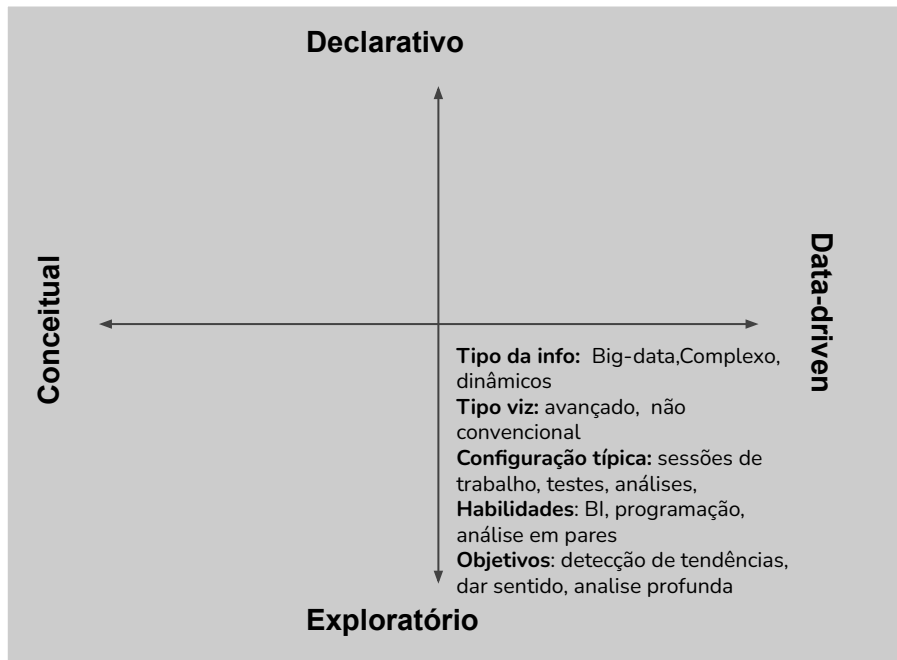 Declarativo
Conceitual
Data-driven
Tipo da info: Big-data,Complexo,
dinâmicos
Tipo viz: avançado, não
convencional
Configuração típica: sessões de
trabalho, testes, análises,
Habilidades: BI, programação,
análise em pares
Objetivos: detecção de tendências,
dar sentido, analise profunda
Exploratório